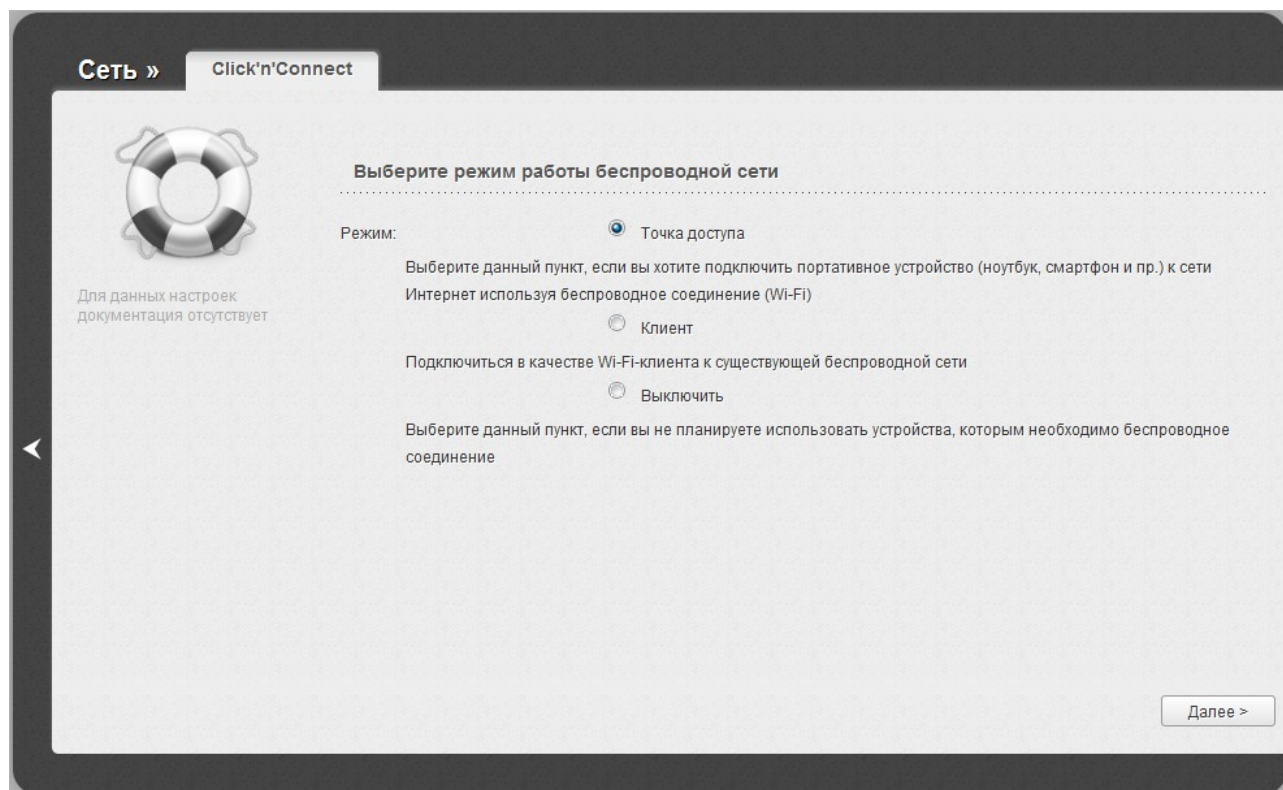 Сеть »
Click'n'Connect
Для данных настроек
документация отсутствует
Выберите режим работы беспроводной сети
Режим:
Точка доступа
Выберите данный пункт, если вы хотите подключить портативное устройство (ноутбук, смартфон и пр.) к сети
Интернет используя беспроводное соединение (Wi-Fi)
Клиент
Подключиться в качестве Wi-Fi-клиента к существующей беспроводной сети
Выключить
Выберите данный пункт, если вы не планируете использовать устройства, которым необходимо беспроводное
соединение
Далее >